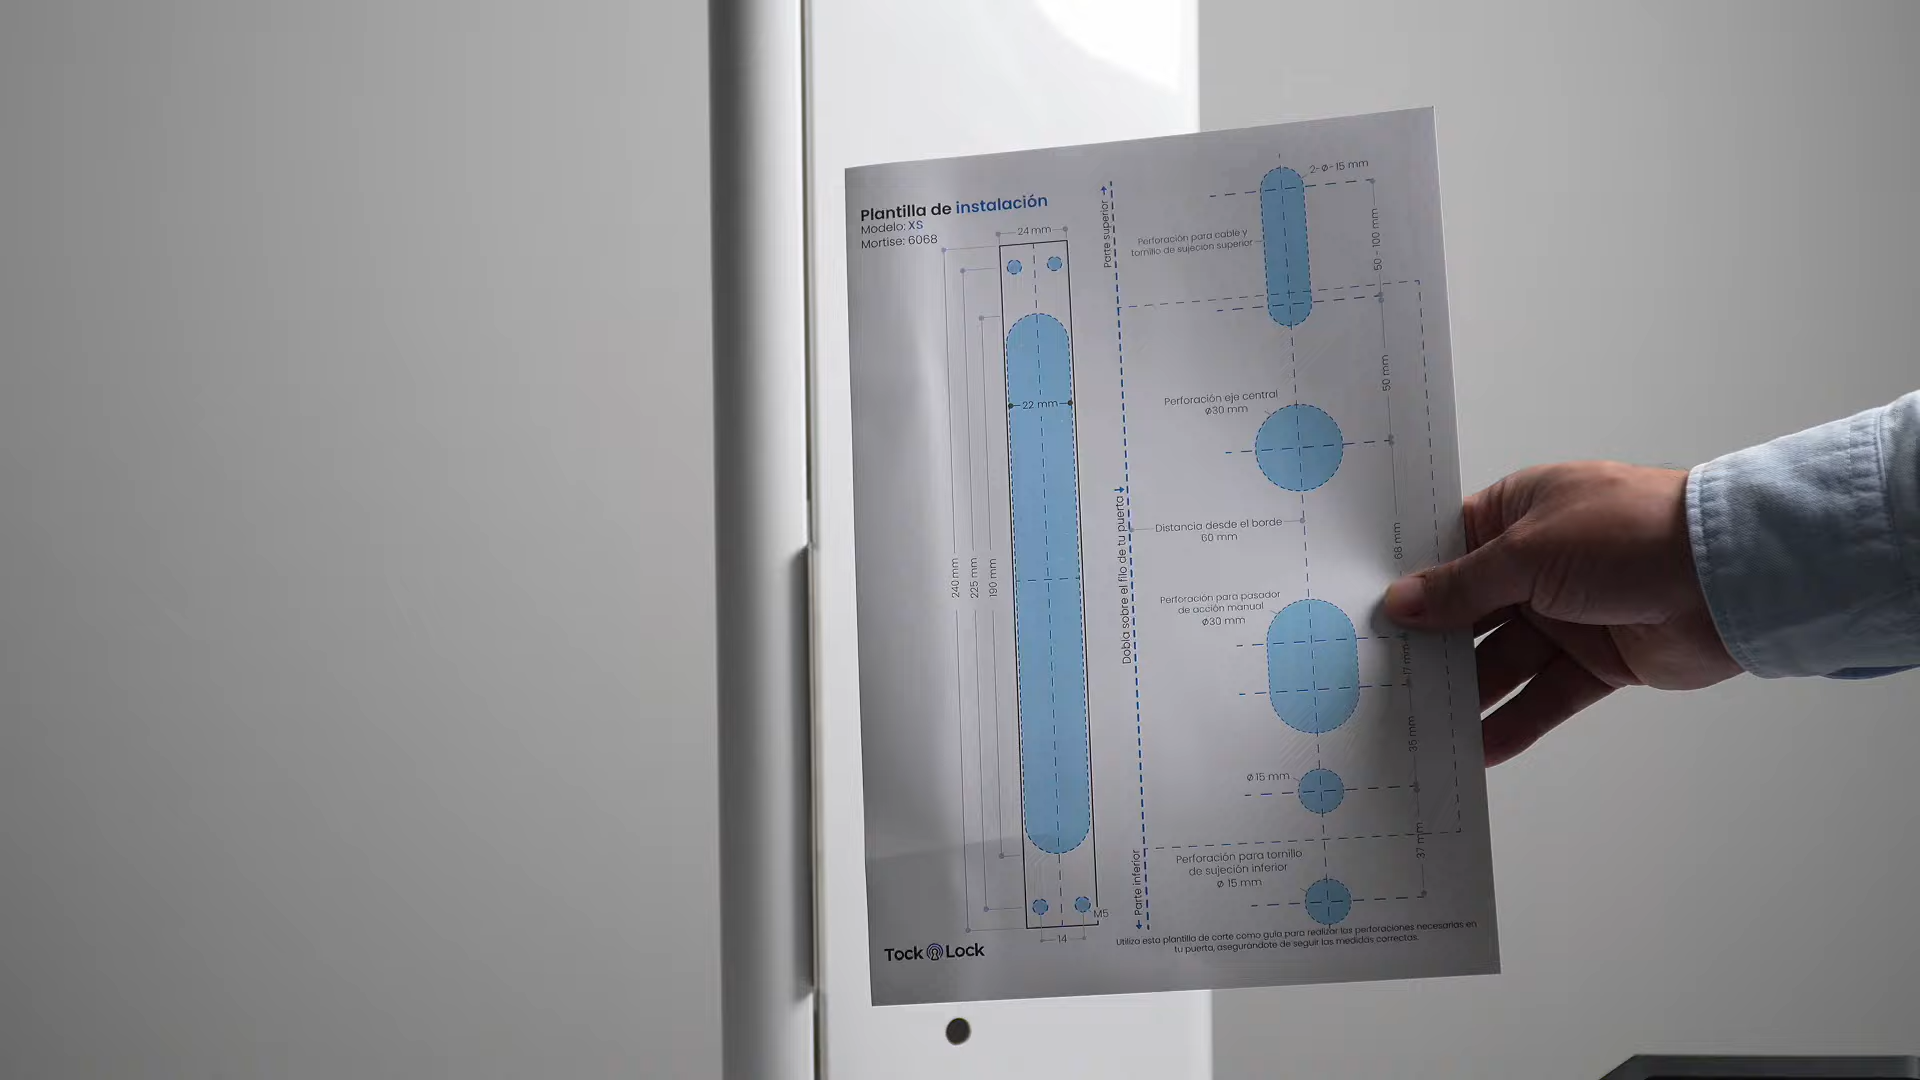 Plantilla de instalación
Modelo: XS
Mortise: 6068
24 mm
22 mm
240 mm
225 mm
190 mm
M5
14
Tock Lock
Parte superior
Dobla sobre el filo de tu puerta
Parte inferior
2-ø-15 mm
Perforación para cable y
tornillo de sujeción superior
50 - 100 mm
50 mm
Perforación eje central
ø30 mm
Distancia desde el borde
60 mm
68 mm
Perforación para pasador
de acción manual
ø30 mm
17 mm
35 mm
ø 15 mm
37 mm
Perforación para tornillo
de sujeción inferior
ø 15 mm
Utiliza esta plantilla de corte como guía para realizar las perforaciones necesarias en
tu puerta, asegurandote de seguir las medidas correctas.